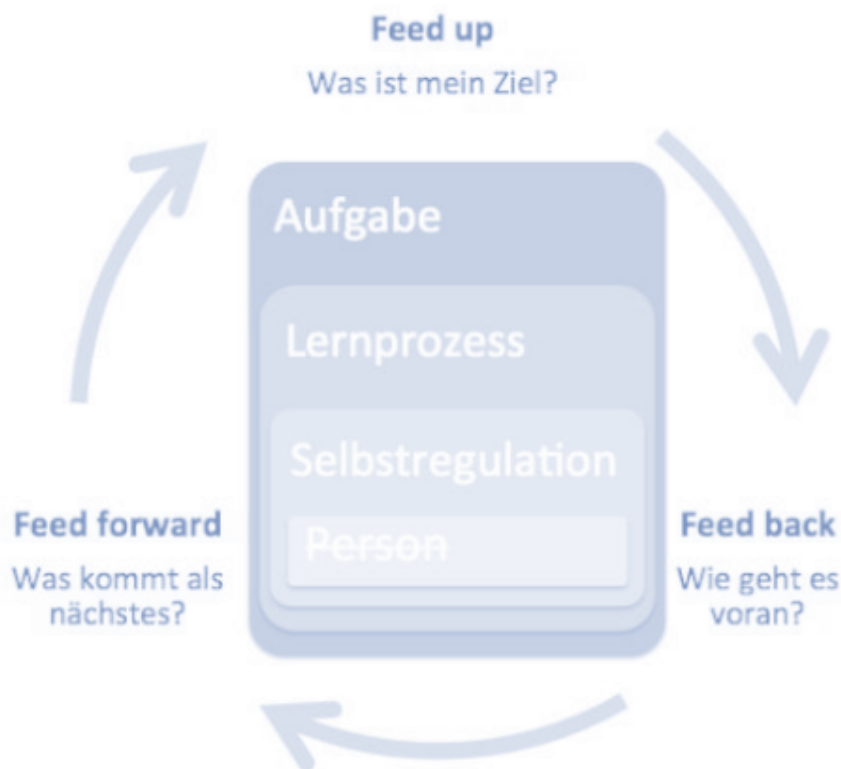 Feed up
Was ist mein Ziel?
Aufgabe
Lernprozess
Selbstregulation
Person
Feed forward
Was kommt als
nächstes?
Feed back
Wie geht es
voran?